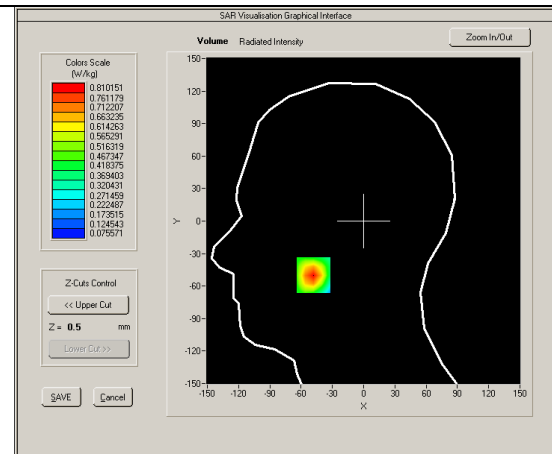 SAR Visualisation Graphical Interface
Volume Radiated Intensity
Zoom In/Out
Colors Scale
(W/kg)
0.810151
0.761179
0.712207
0.663235
0.614263
0.565291
0.516319
0.467347
0.418375
0.369403
0.320431
0.271459
0.222487
0.173515
0.124543
0.075571
Z-Cuts Control
<< Upper Cut
Z = 0.5 mm
Lower Cut >>
SAVE Cancel
150
120
90
60
30
0
-30
-60
-90
-120
-150
Y
-150 -120 -90 -60 -30 0 30 60 90 120 150
X